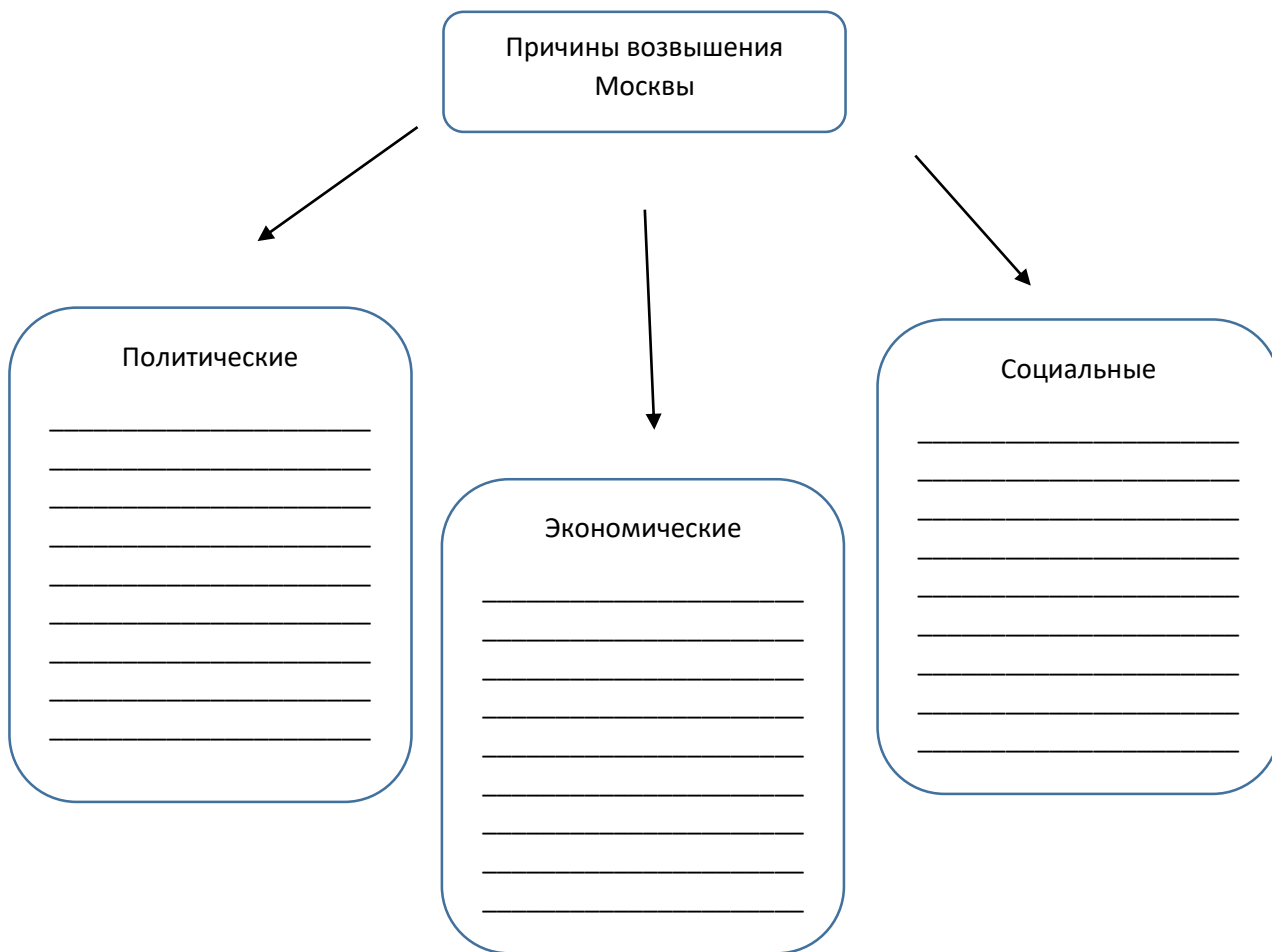 Причины возвышения
Москвы
Политические
Экономические
Социальные